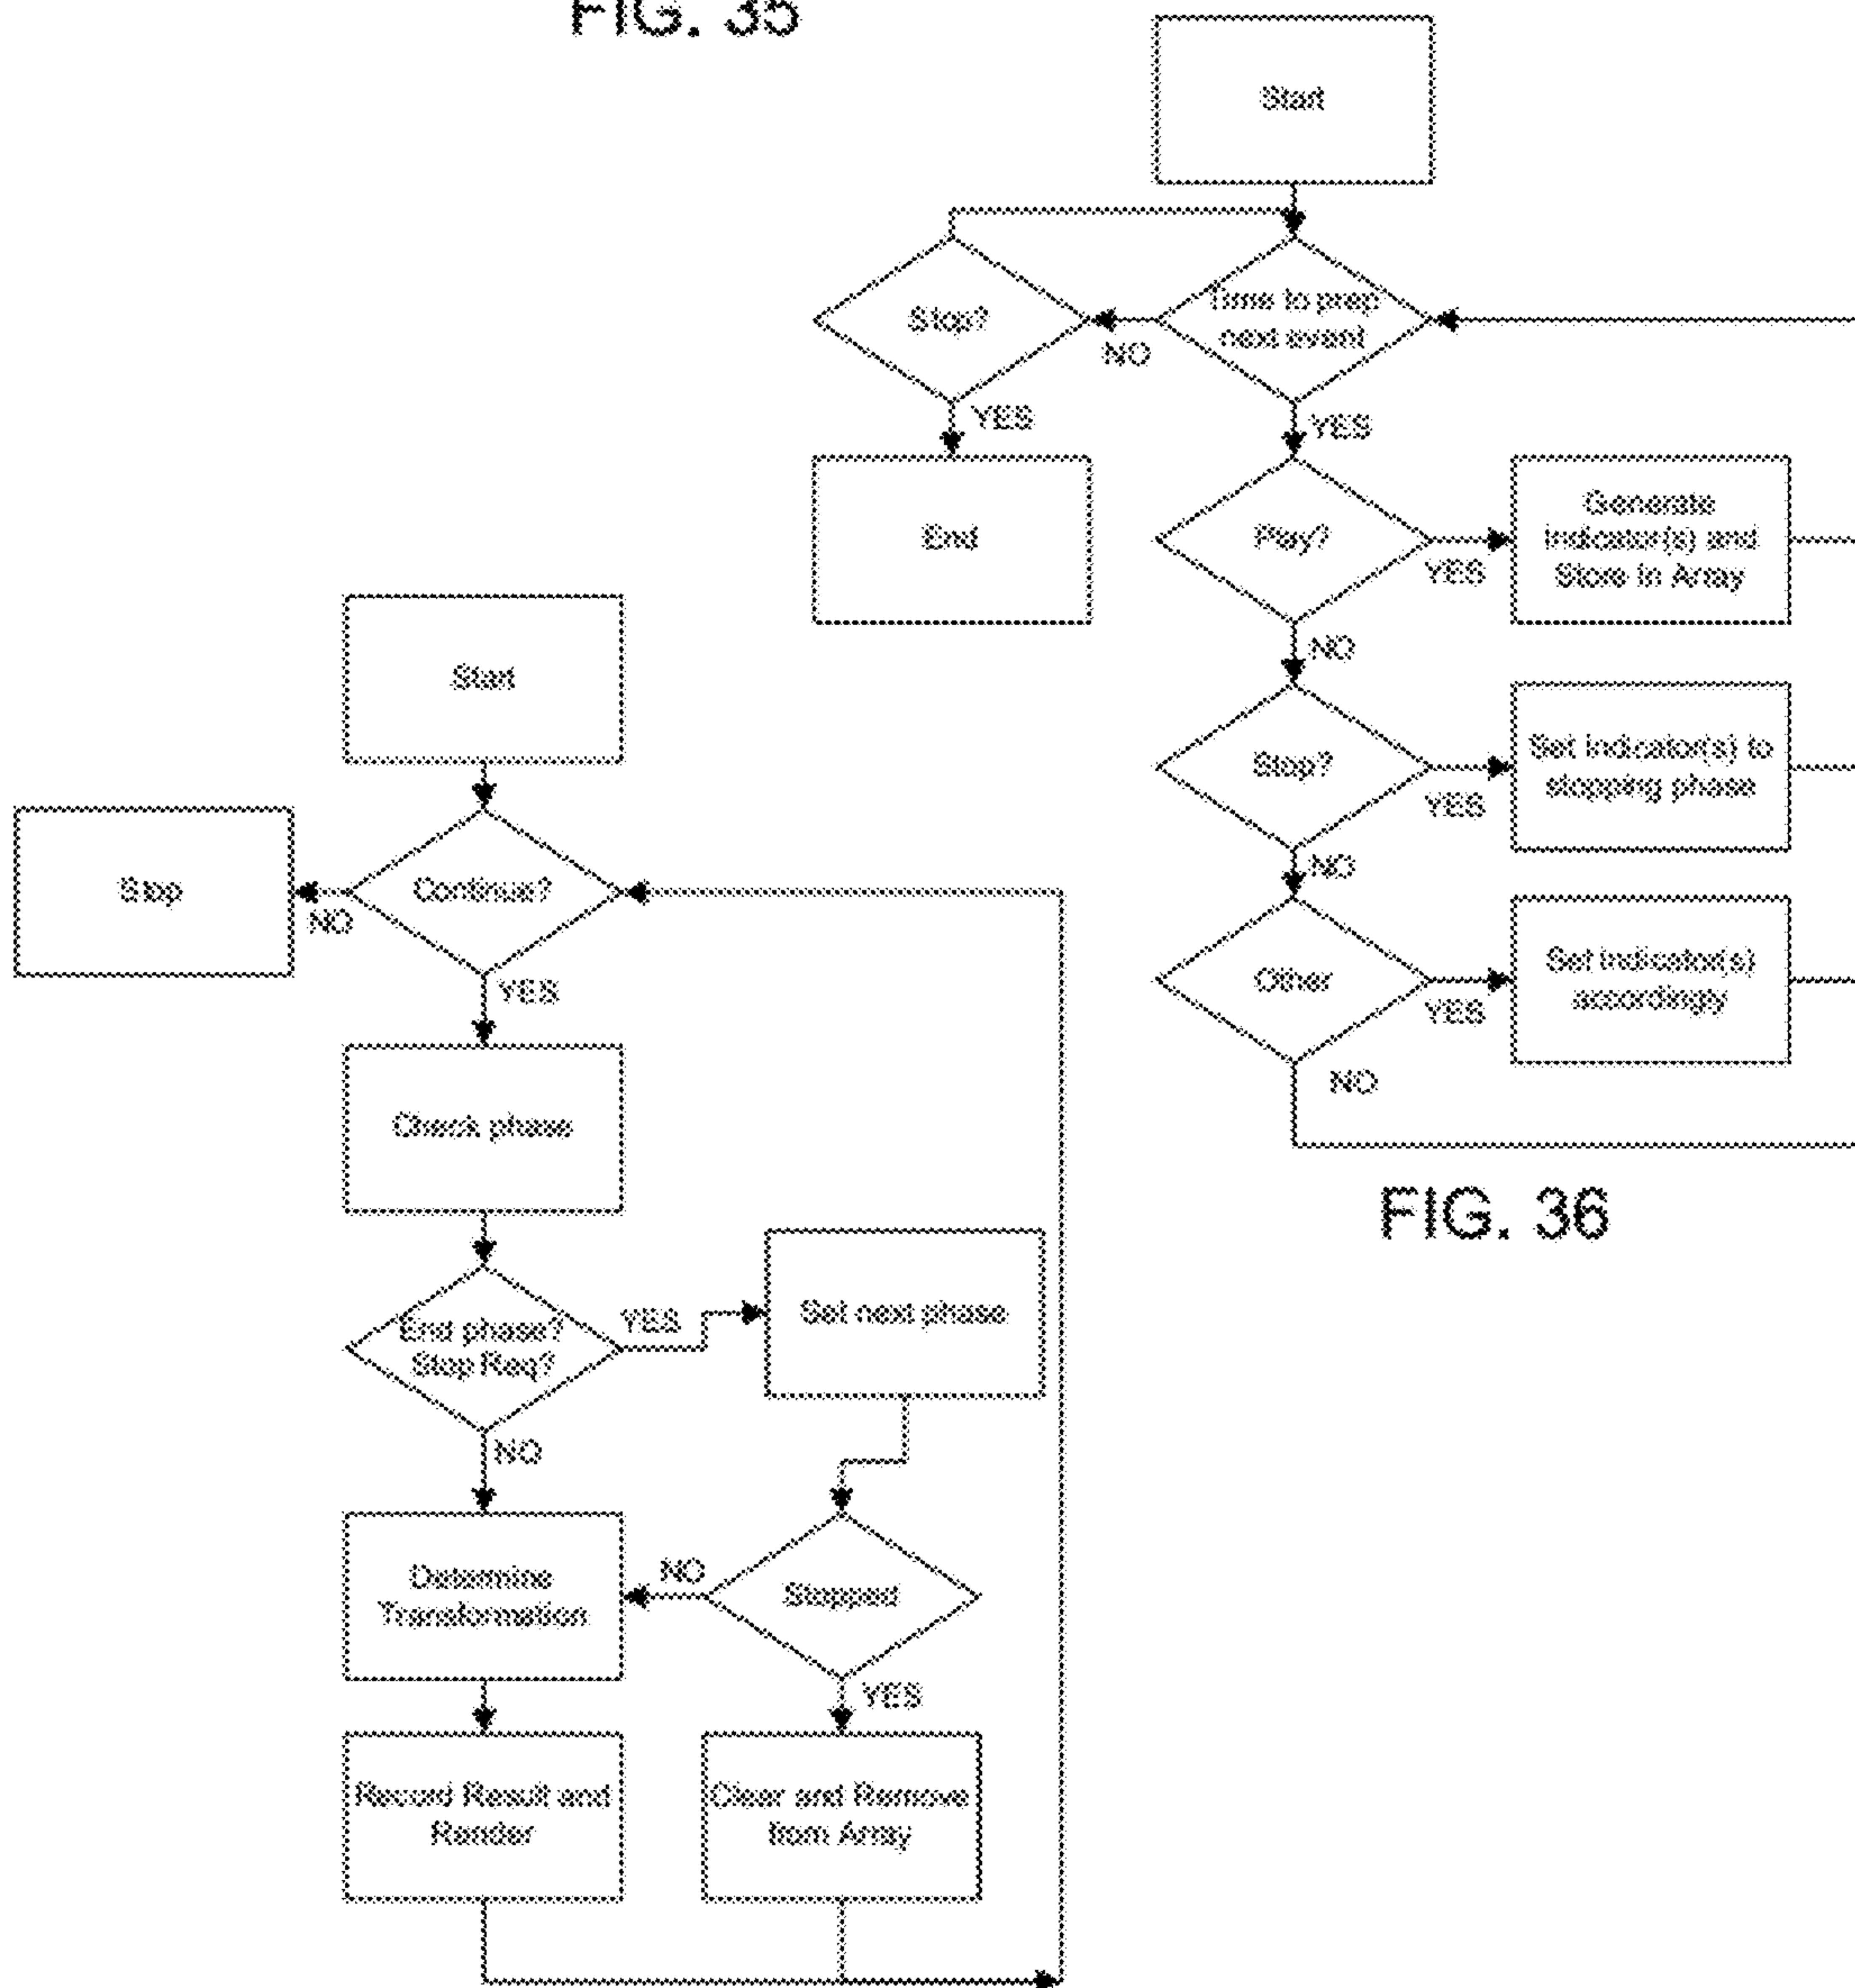 FIG. 35
Start
Time to prep
next event
Stop?
NO
YES
YES
End
Play?
YES
Generate
Indicator(s) and
Store in Array
NO
Stop?
YES
Set Indicator(s) to
stopping phase
NO
Other
YES
Set indicator(s)
accordingly
NO
FIG. 36
Start
Continue?
NO
Stop
YES
Check phase
End phase?
Stop Req?
YES
Set next phase
NO
Determine
Transformation
NO
Stopped
YES
Record Result and
Render
Clear and Remove
from Array